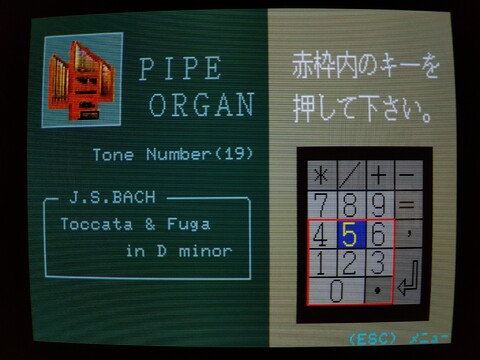 PIPE
ORGAN
Tone Number(19)
J.S.BACH
Toccata & Fuga
in D minor
赤枠内のキーを
押して下さい。
* / + -
7 8 9 =
4 5 6 ,
1 2 3
0 .
(ESC) メニュー